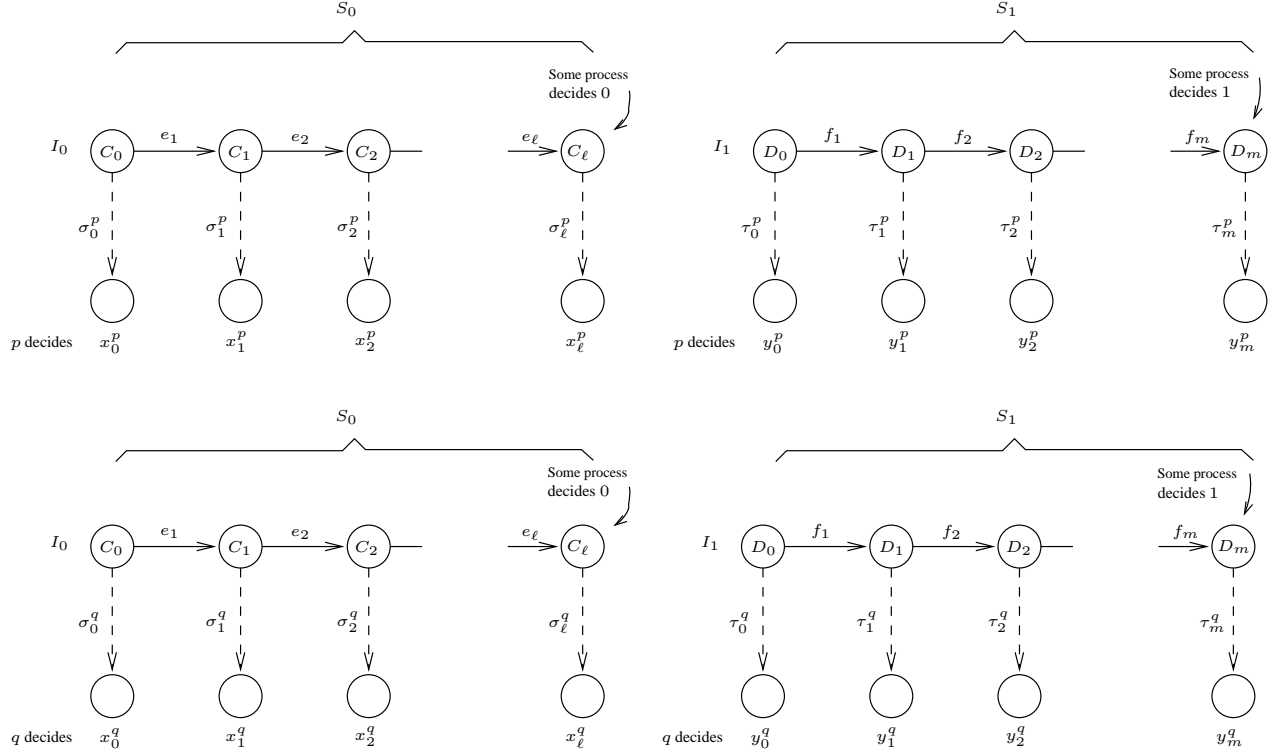 S_0
Some process
decides 0
I_0 C_0 e_1 C_1 e_2 C_2 e_ℓ C_ℓ
σ_0^p σ_1^p σ_2^p σ_ℓ^p
p decides x_0^p x_1^p x_2^p x_ℓ^p
S_1
Some process
decides 1
I_1 D_0 f_1 D_1 f_2 D_2 f_m D_m
τ_0^p τ_1^p τ_2^p τ_m^p
p decides y_0^p y_1^p y_2^p y_m^p
S_0
Some process
decides 0
I_0 C_0 e_1 C_1 e_2 C_2 e_ℓ C_ℓ
σ_0^q σ_1^q σ_2^q σ_ℓ^q
q decides x_0^q x_1^q x_2^q x_ℓ^q
S_1
Some process
decides 1
I_1 D_0 f_1 D_1 f_2 D_2 f_m D_m
τ_0^q τ_1^q τ_2^q τ_m^q
q decides y_0^q y_1^q y_2^q y_m^q